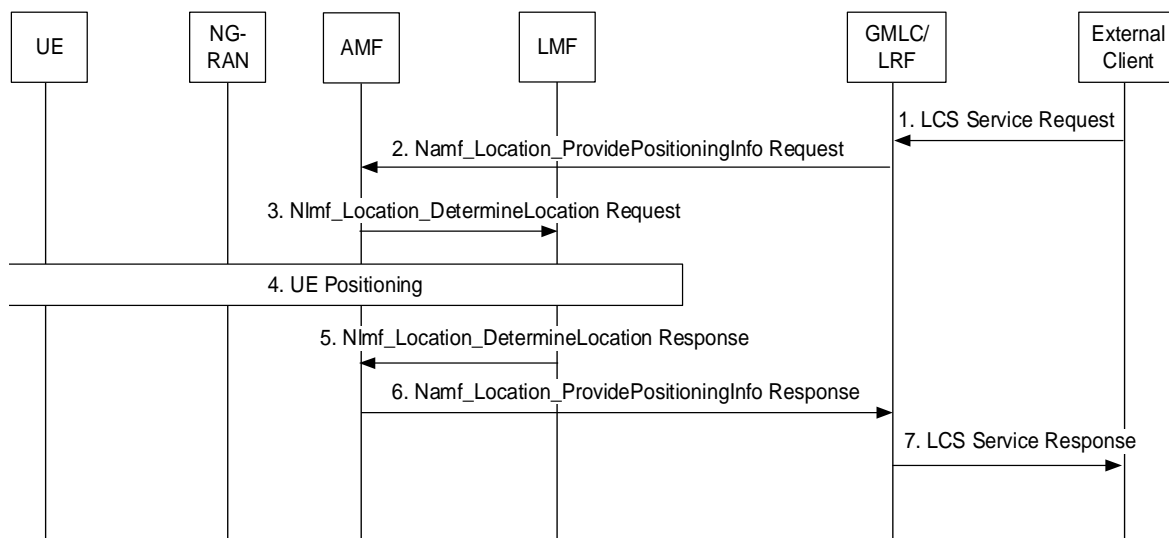 UE
NG-
RAN
AMF
LMF
GMLC/
LRF
External
Client
1. LCS Service Request
2. Namf_Location_ProvidePositioningInfo Request
3. Nlmf_Location_DetermineLocation Request
4. UE Positioning
5. Nlmf_Location_DetermineLocation Response
6. Namf_Location_ProvidePositioningInfo Response
7. LCS Service Response